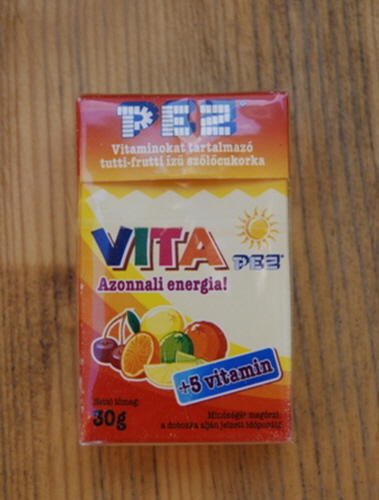 PEZ
Vitaminokat tartalmazó
tutti-frutti ízű szőlőcukorka
VITA
PEZ
Azonnali energia!
+5 vitamin
Nettó tömeg:
30g
Minőségét megőrzi:
a dobozka alján jelzett időpontig